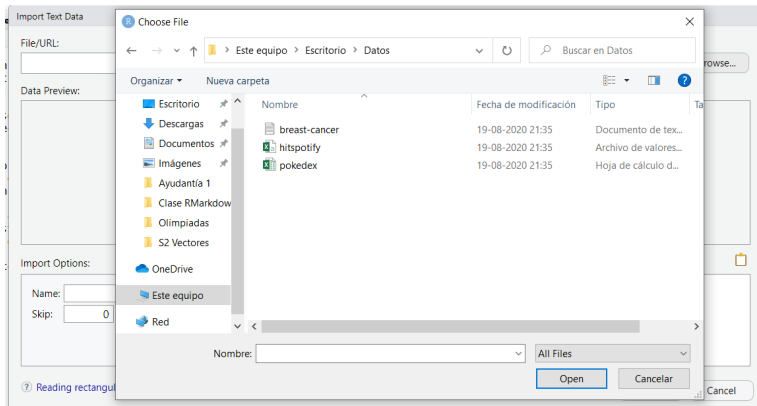 Import Text Data
Choose File
File/URL:
Este equipo > Escritorio > Datos
Buscar en Datos
rowse...
Organizar
Nueva carpeta
Data Preview:
Escritorio
Descargas
Documentos
Imágenes
Ayudantía 1
Clase RMarkdow
Olimpiadas
S2 Vectores
OneDrive
Este equipo
Red
Nombre
Fecha de modificación
Tipo
Ta
breast-cancer
19-08-2020 21:35
Documento de tex...
hitspotify
19-08-2020 21:35
Archivo de valores...
pokedex
19-08-2020 21:35
Hoja de cálculo d...
Import Options:
Name:
Skip:
0
Nombre:
All Files
Open
Cancelar
Reading rectangul
Cancel